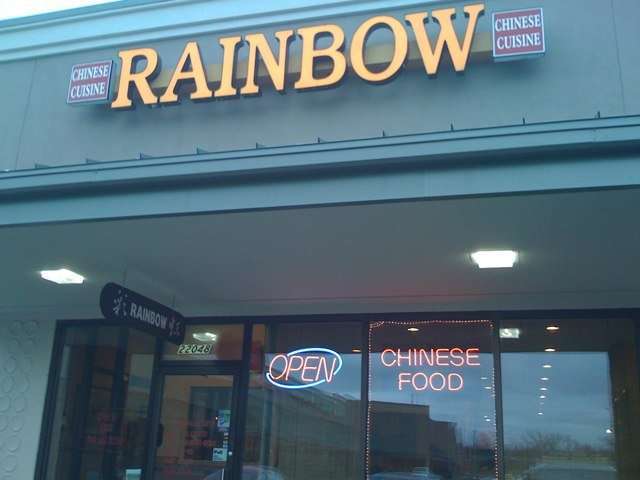 CHINESE
CUISINE
RAINBOW
CHINESE
CUISINE
RAINBOW
22048
OPEN
CHINESE
FOOD